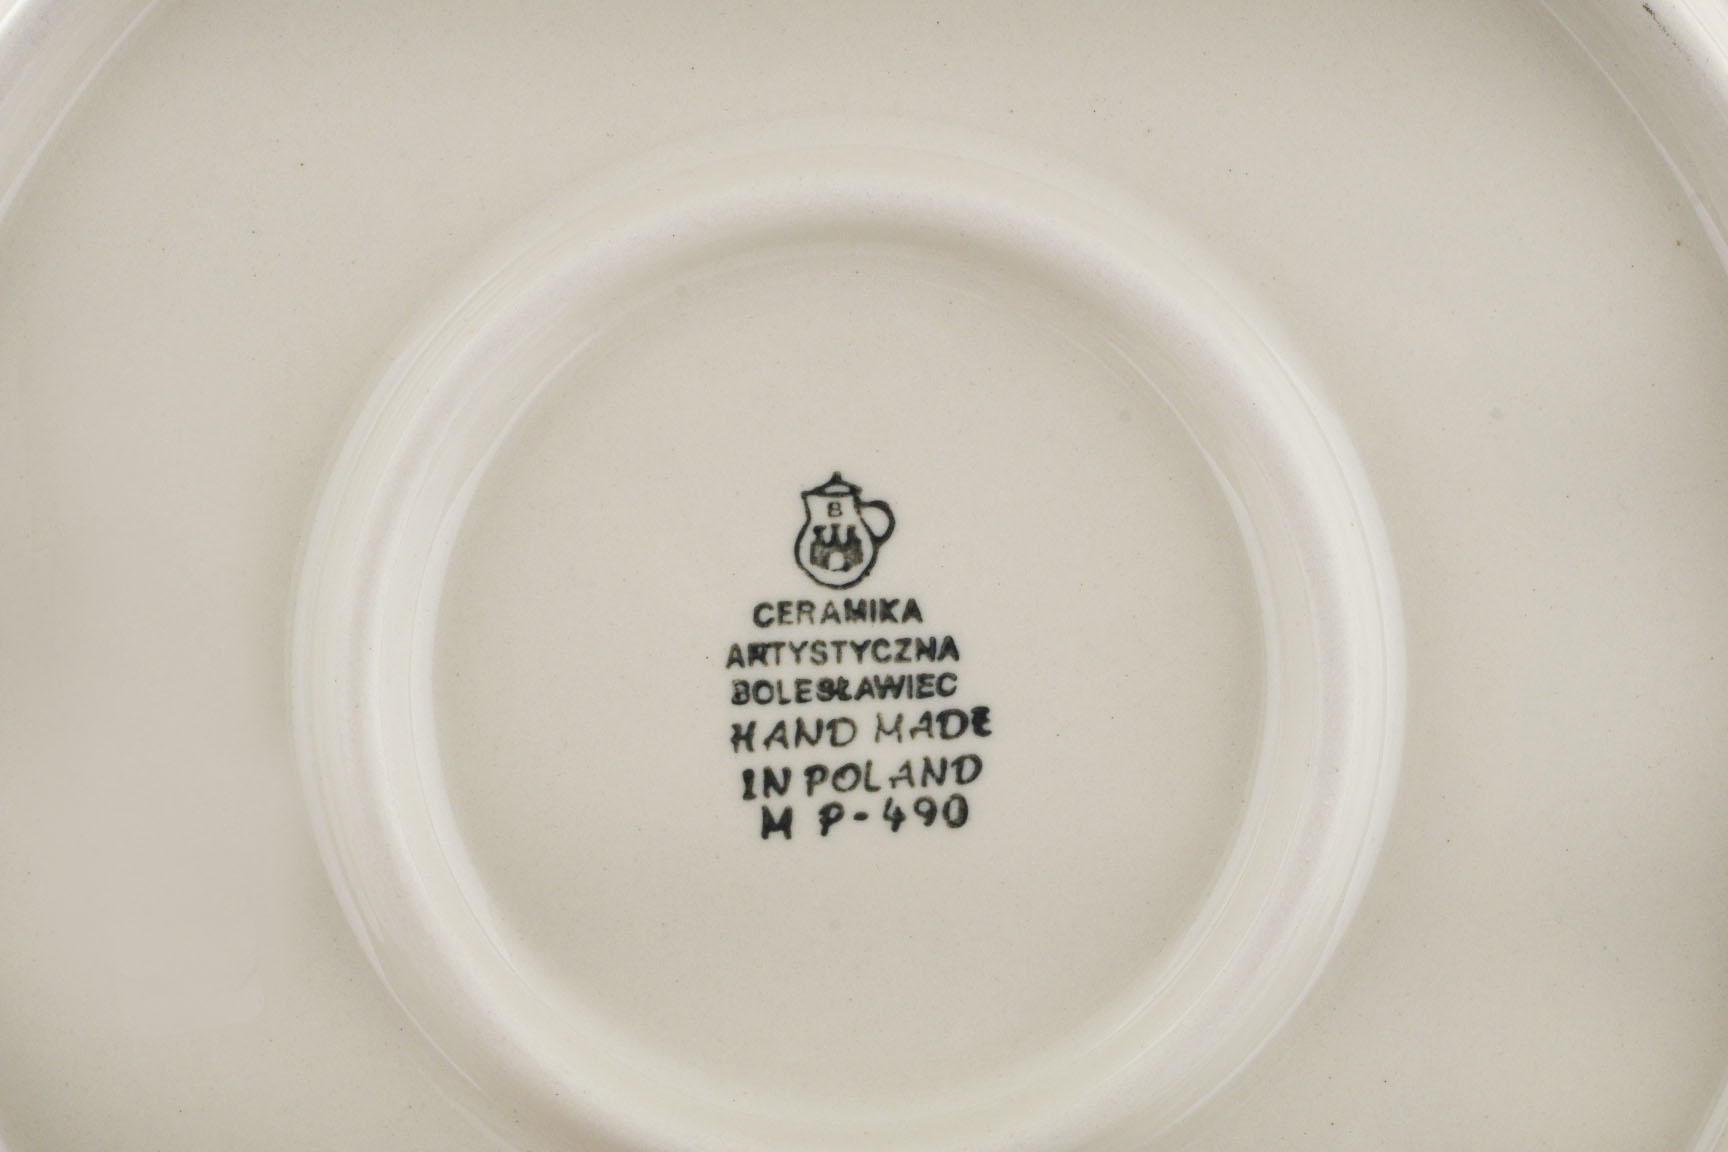 B
CERAMIKA
ARTYSTYCZNA
BOLESŁAWIEC
HAND MADE
IN POLAND
M P-490